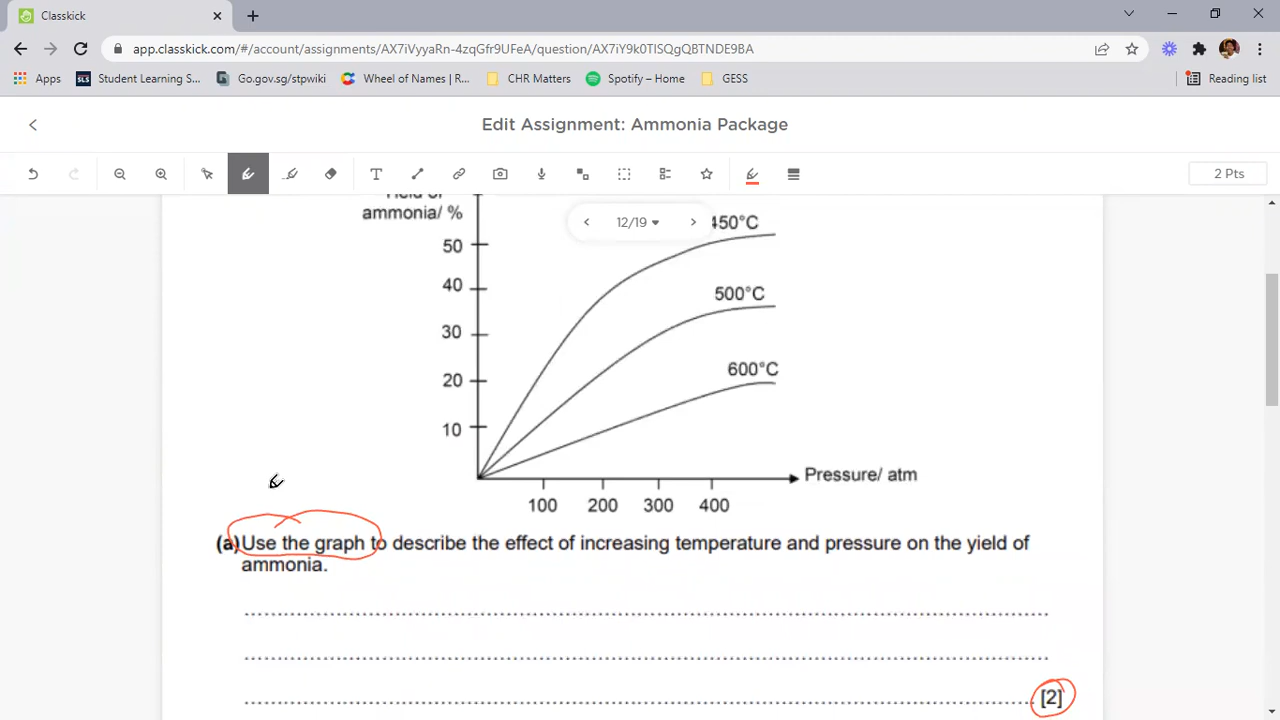 Classkick
app.classkick.com/#/account/assignments/AX7iVyyaRn-4zqGfr9UFeA/question/AX7iY9k0TlSQgQBTNDE9BA
Apps
Student Learning S...
Go.gov.sg/stpwiki
Wheel of Names | R...
CHR Matters
Spotify – Home
GESS
Reading list
Edit Assignment: Ammonia Package
2 Pts
12/19
Yield of
ammonia/ %
50
40
30
20
10
450°C
500°C
600°C
Pressure/ atm
100 200 300 400
(a) Use the graph to describe the effect of increasing temperature and pressure on the yield of
ammonia.
[2]